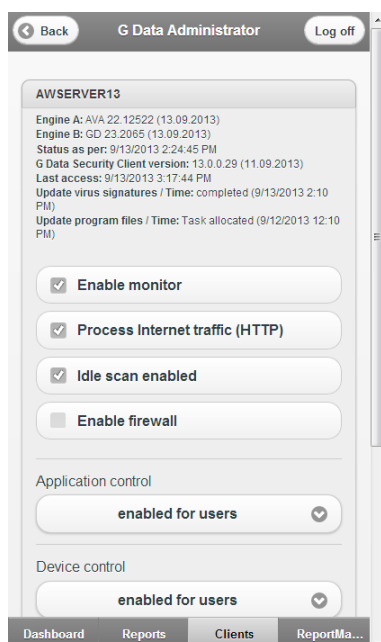 Back
G Data Administrator
Log off
AWSERVER13
Engine A: AVA 22.12522 (13.09.2013)
Engine B: GD 23.2065 (13.09.2013)
Status as per: 9/13/2013 2:24:45 PM
G Data Security Client version: 13.0.0.29 (11.09.2013)
Last access: 9/13/2013 3:17:44 PM
Update virus signatures / Time: completed (9/13/2013 2:10
PM)
Update program files / Time: Task allocated (9/12/2013 12:10
PM)
Enable monitor
Process Internet traffic (HTTP)
Idle scan enabled
Enable firewall
Application control
enabled for users
Device control
enabled for users
Dashboard
Reports
Clients
ReportMa...